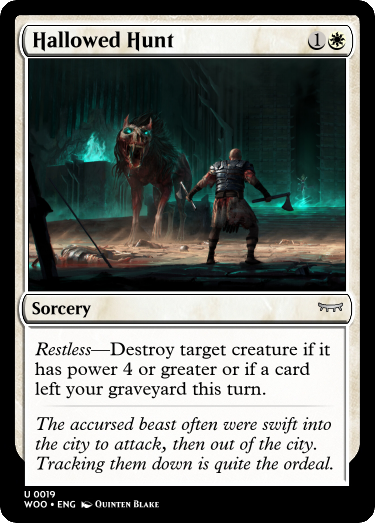 Hallowed Hunt 1
Sorcery
Restless—Destroy target creature if it
has power 4 or greater or if a card
left your graveyard this turn.
The accursed beast often were swift into
the city to attack, then out of the city.
Tracking them down is quite the ordeal.
U 0019
WOO • ENG Quinten Blake